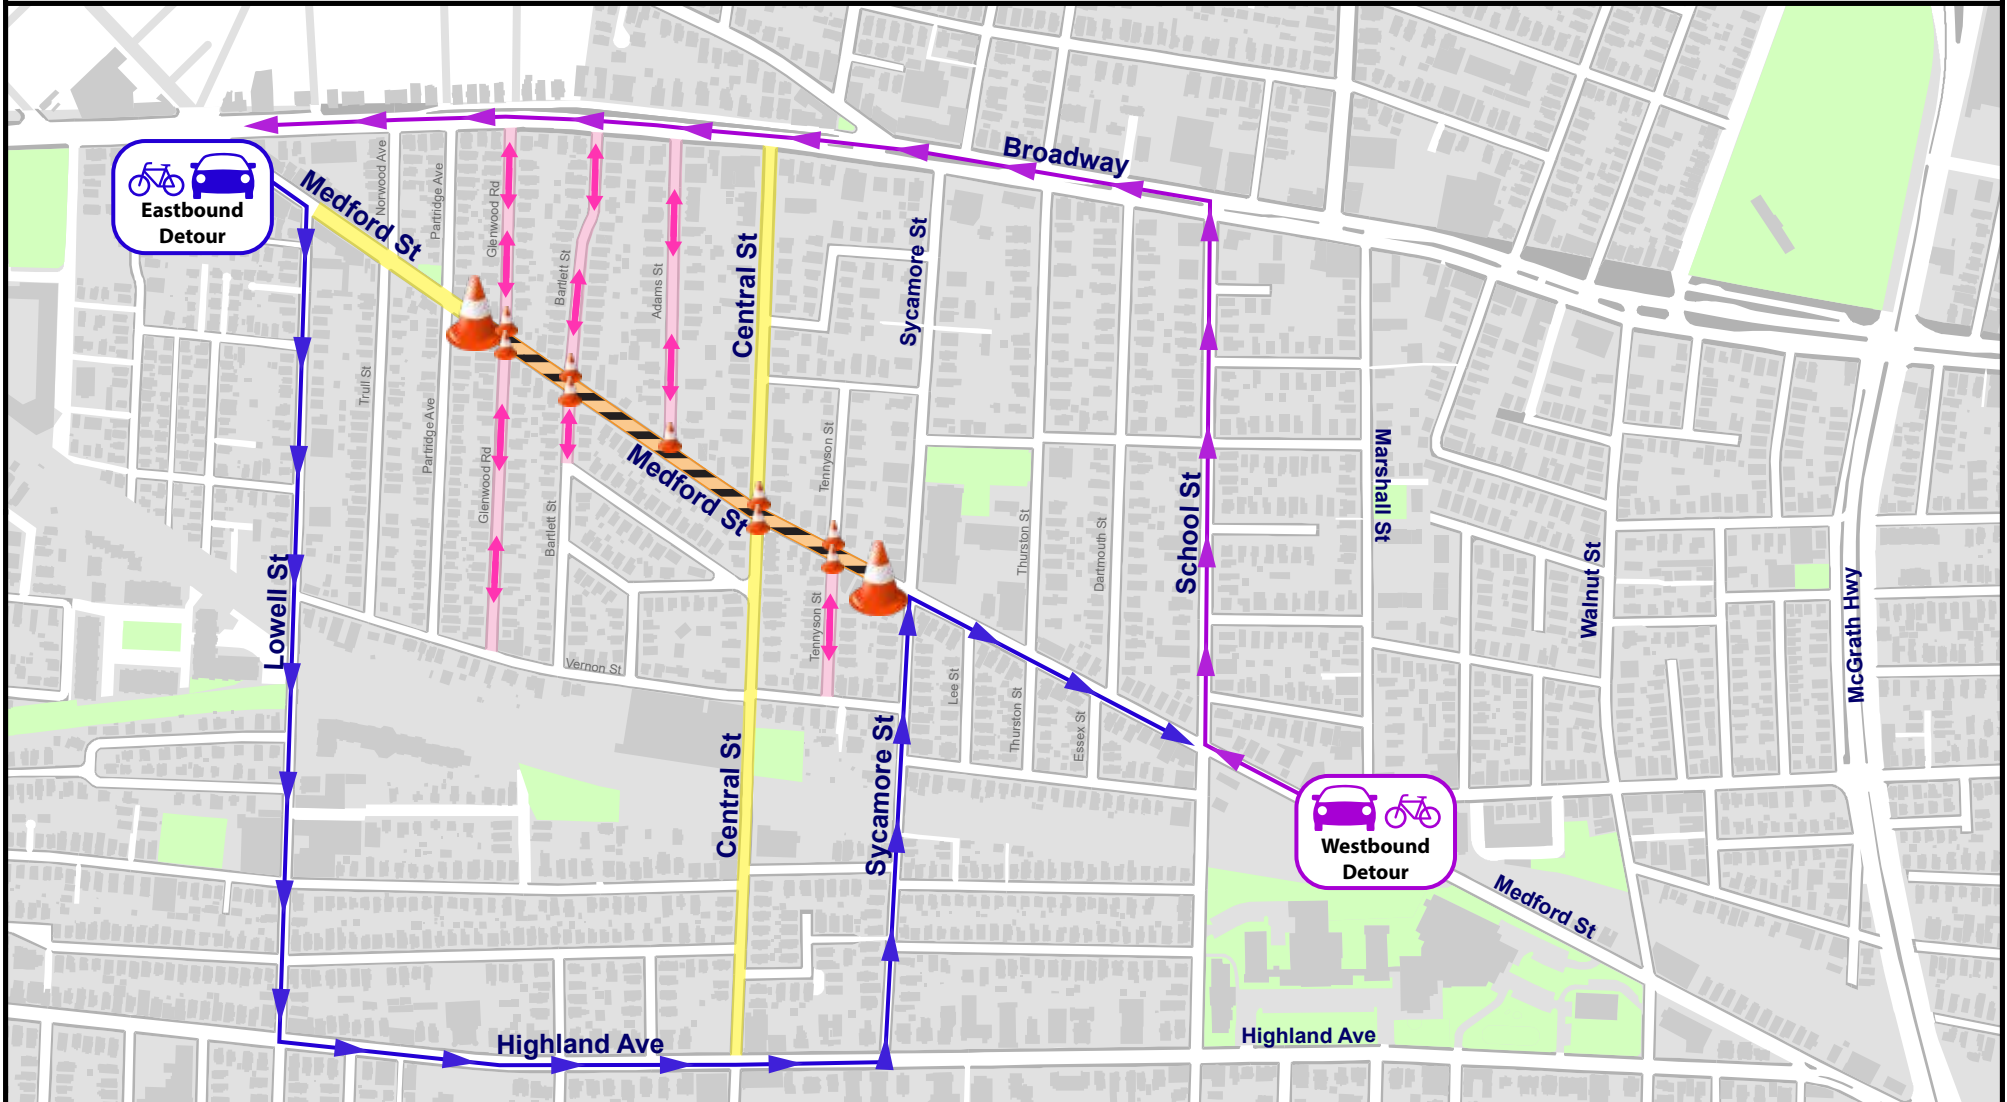 Broadway
Eastbound
Detour
Medford St
Norwood Ave
Partridge Ave
Glenwood Rd
Bartlett St
Adams St
Central St
Sycamore St
Trull St
Partridge Ave
Glenwood Rd
Bartlett St
Medford St
Tennyson St
Tennyson St
Thurston St
Dartmouth St
School St
Marshall St
Walnut St
McGrath Hwy
Lowell St
Vernon St
Central St
Sycamore St
Lee St
Thurston St
Essex St
Westbound
Detour
Medford St
Highland Ave
Highland Ave